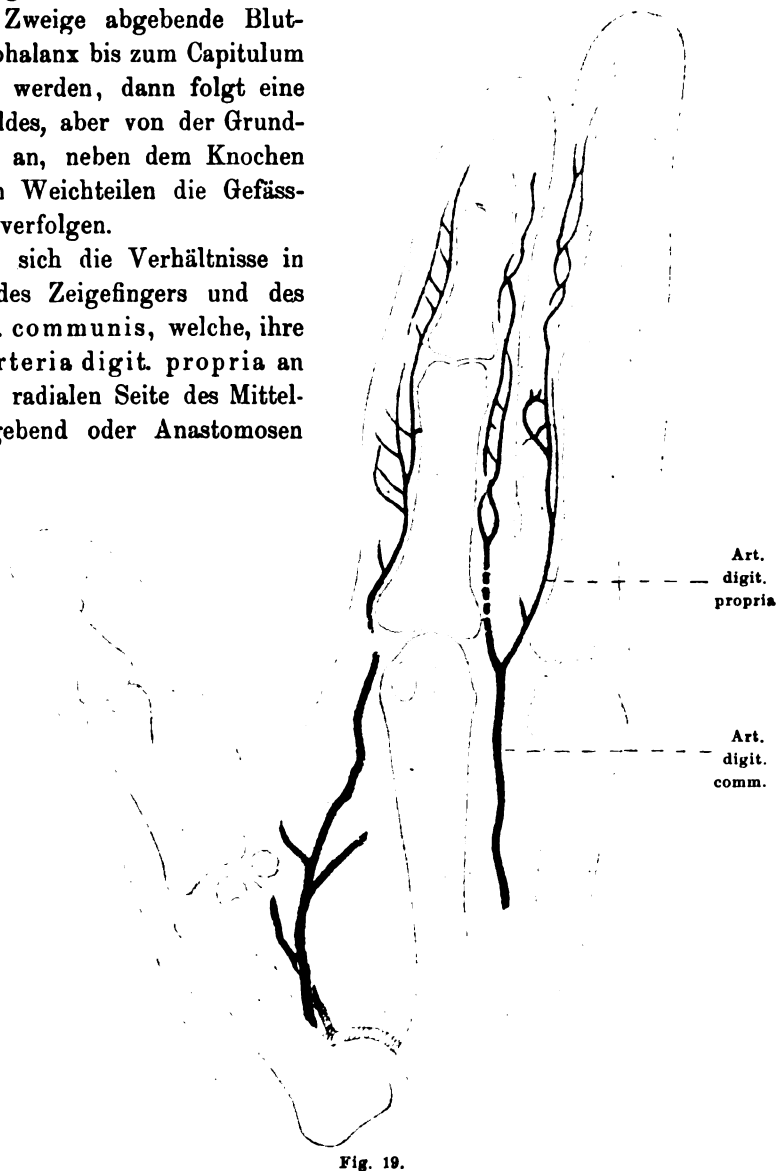 Zweige abgebende Blut-
phalanx bis zum Capitulum
werden, dann folgt eine
ldes, aber von der Grund-
an, neben dem Knochen
n Weichteilen die Gefäss-
verfolgen.
sich die Verhältnisse in
des Zeigefingers und des
. communis, welche, ihre
rteria digit. propria an
radialen Seite des Mittel-
gebend oder Anastomosen
Art.
digit.
propria
Art.
digit.
comm.
Fig. 19.